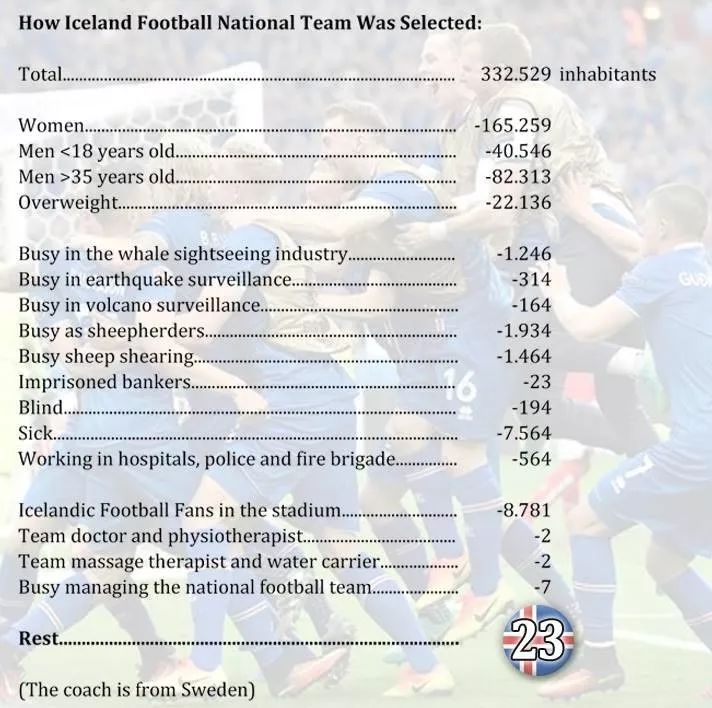 How Iceland Football National Team Was Selected:
Total........................................................................................ 332.529 inhabitants
Women................................................................................... -165.259
Men <18 years old................................................................ -40.546
Men >35 years old................................................................ -82.313
Overweight............................................................................ -22.136
Busy in the whale sightseeing industry......................... -1.246
Busy in earthquake surveillance...................................... -314
Busy in volcano surveillance............................................. -164
Busy as sheepherders.......................................................... -1.934
Busy sheep shearing............................................................ -1.464
Imprisoned bankers............................................................. -23
Blind......................................................................................... -194
Sick........................................................................................... -7.564
Working in hospitals, police and fire brigade.............. -564
Icelandic Football Fans in the stadium.......................... -8.781
Team doctor and physiotherapist................................... -2
Team massage therapist and water carrier.................. -2
Busy managing the national football team.................... -7
Rest........................................................................................... 23
(The coach is from Sweden)
16